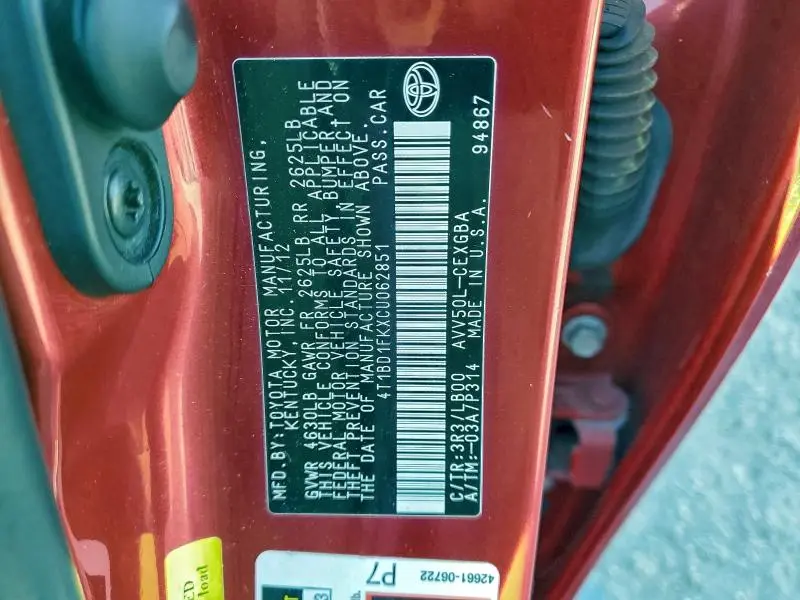 MFD.BY:TOYOTA MOTOR MANUFACTURING,
KENTUCKY, INC. 11/12
GVWR 4630LB GAWR FR 2625LB RR 2625LB
THIS VEHICLE CONFORMS TO ALL APPLICABLE
FEDERAL MOTOR VEHICLE SAFETY, BUMPER AND
THEFT PREVENTION STANDARDS IN EFFECT ON
THE DATE OF MANUFACTURE SHOWN ABOVE.
4T1BD1FKXCU062851 PASS.CAR
C/TR:3R3/LB00 AVV50L-CEXGBA 94867
A/TM:-03A7P314 MADE IN U.S.A.
42661-06722
P7
load